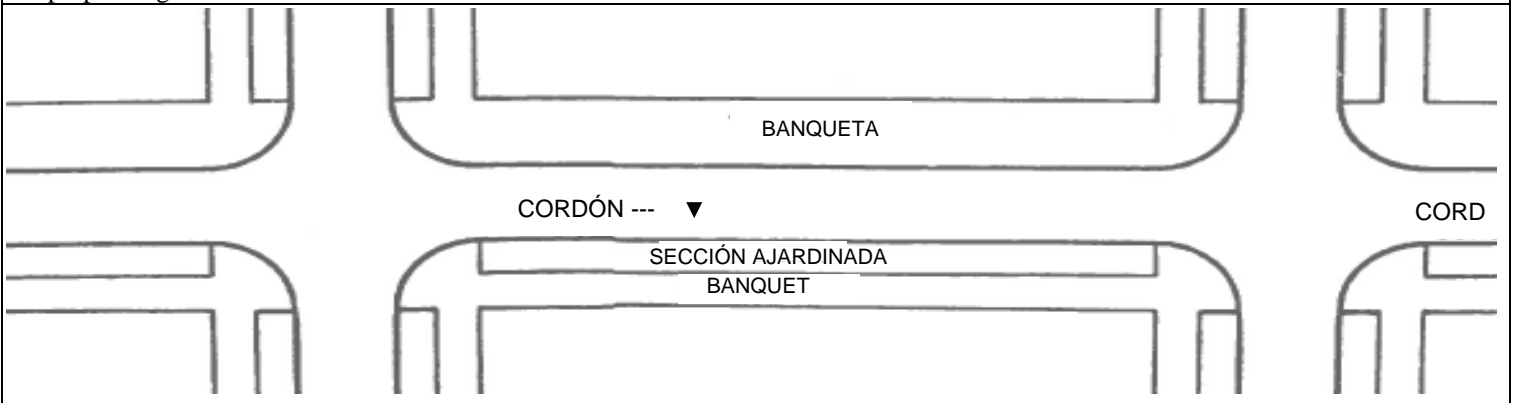 BANQUETA
CORDÓN --- ▼
CORD
SECCIÓN AJARDINADA
BANQUET